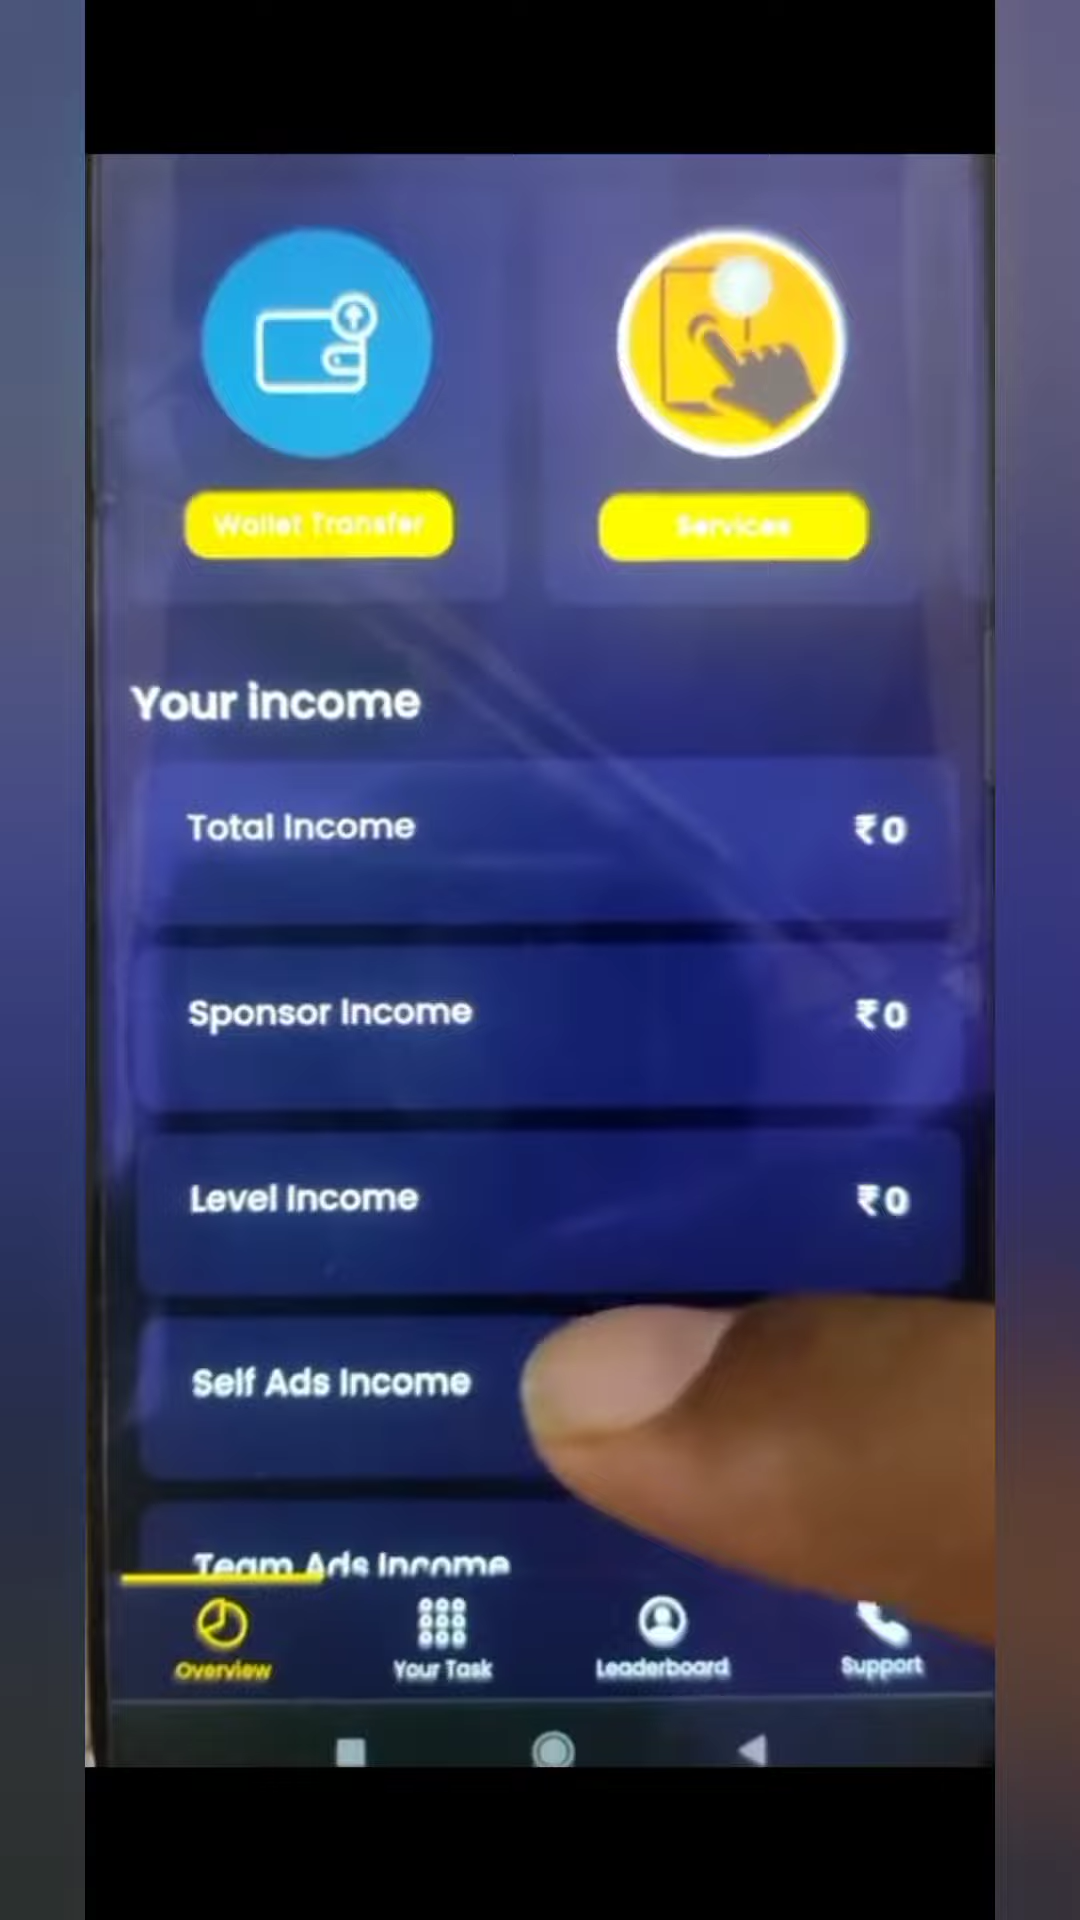 Wallet Transfer
Services
Your income
Total Income
₹0
Sponsor Income
₹0
Level Income
₹0
Self Ads Income
Team Ads Income
Overview
Your Task
Leaderboard
Support